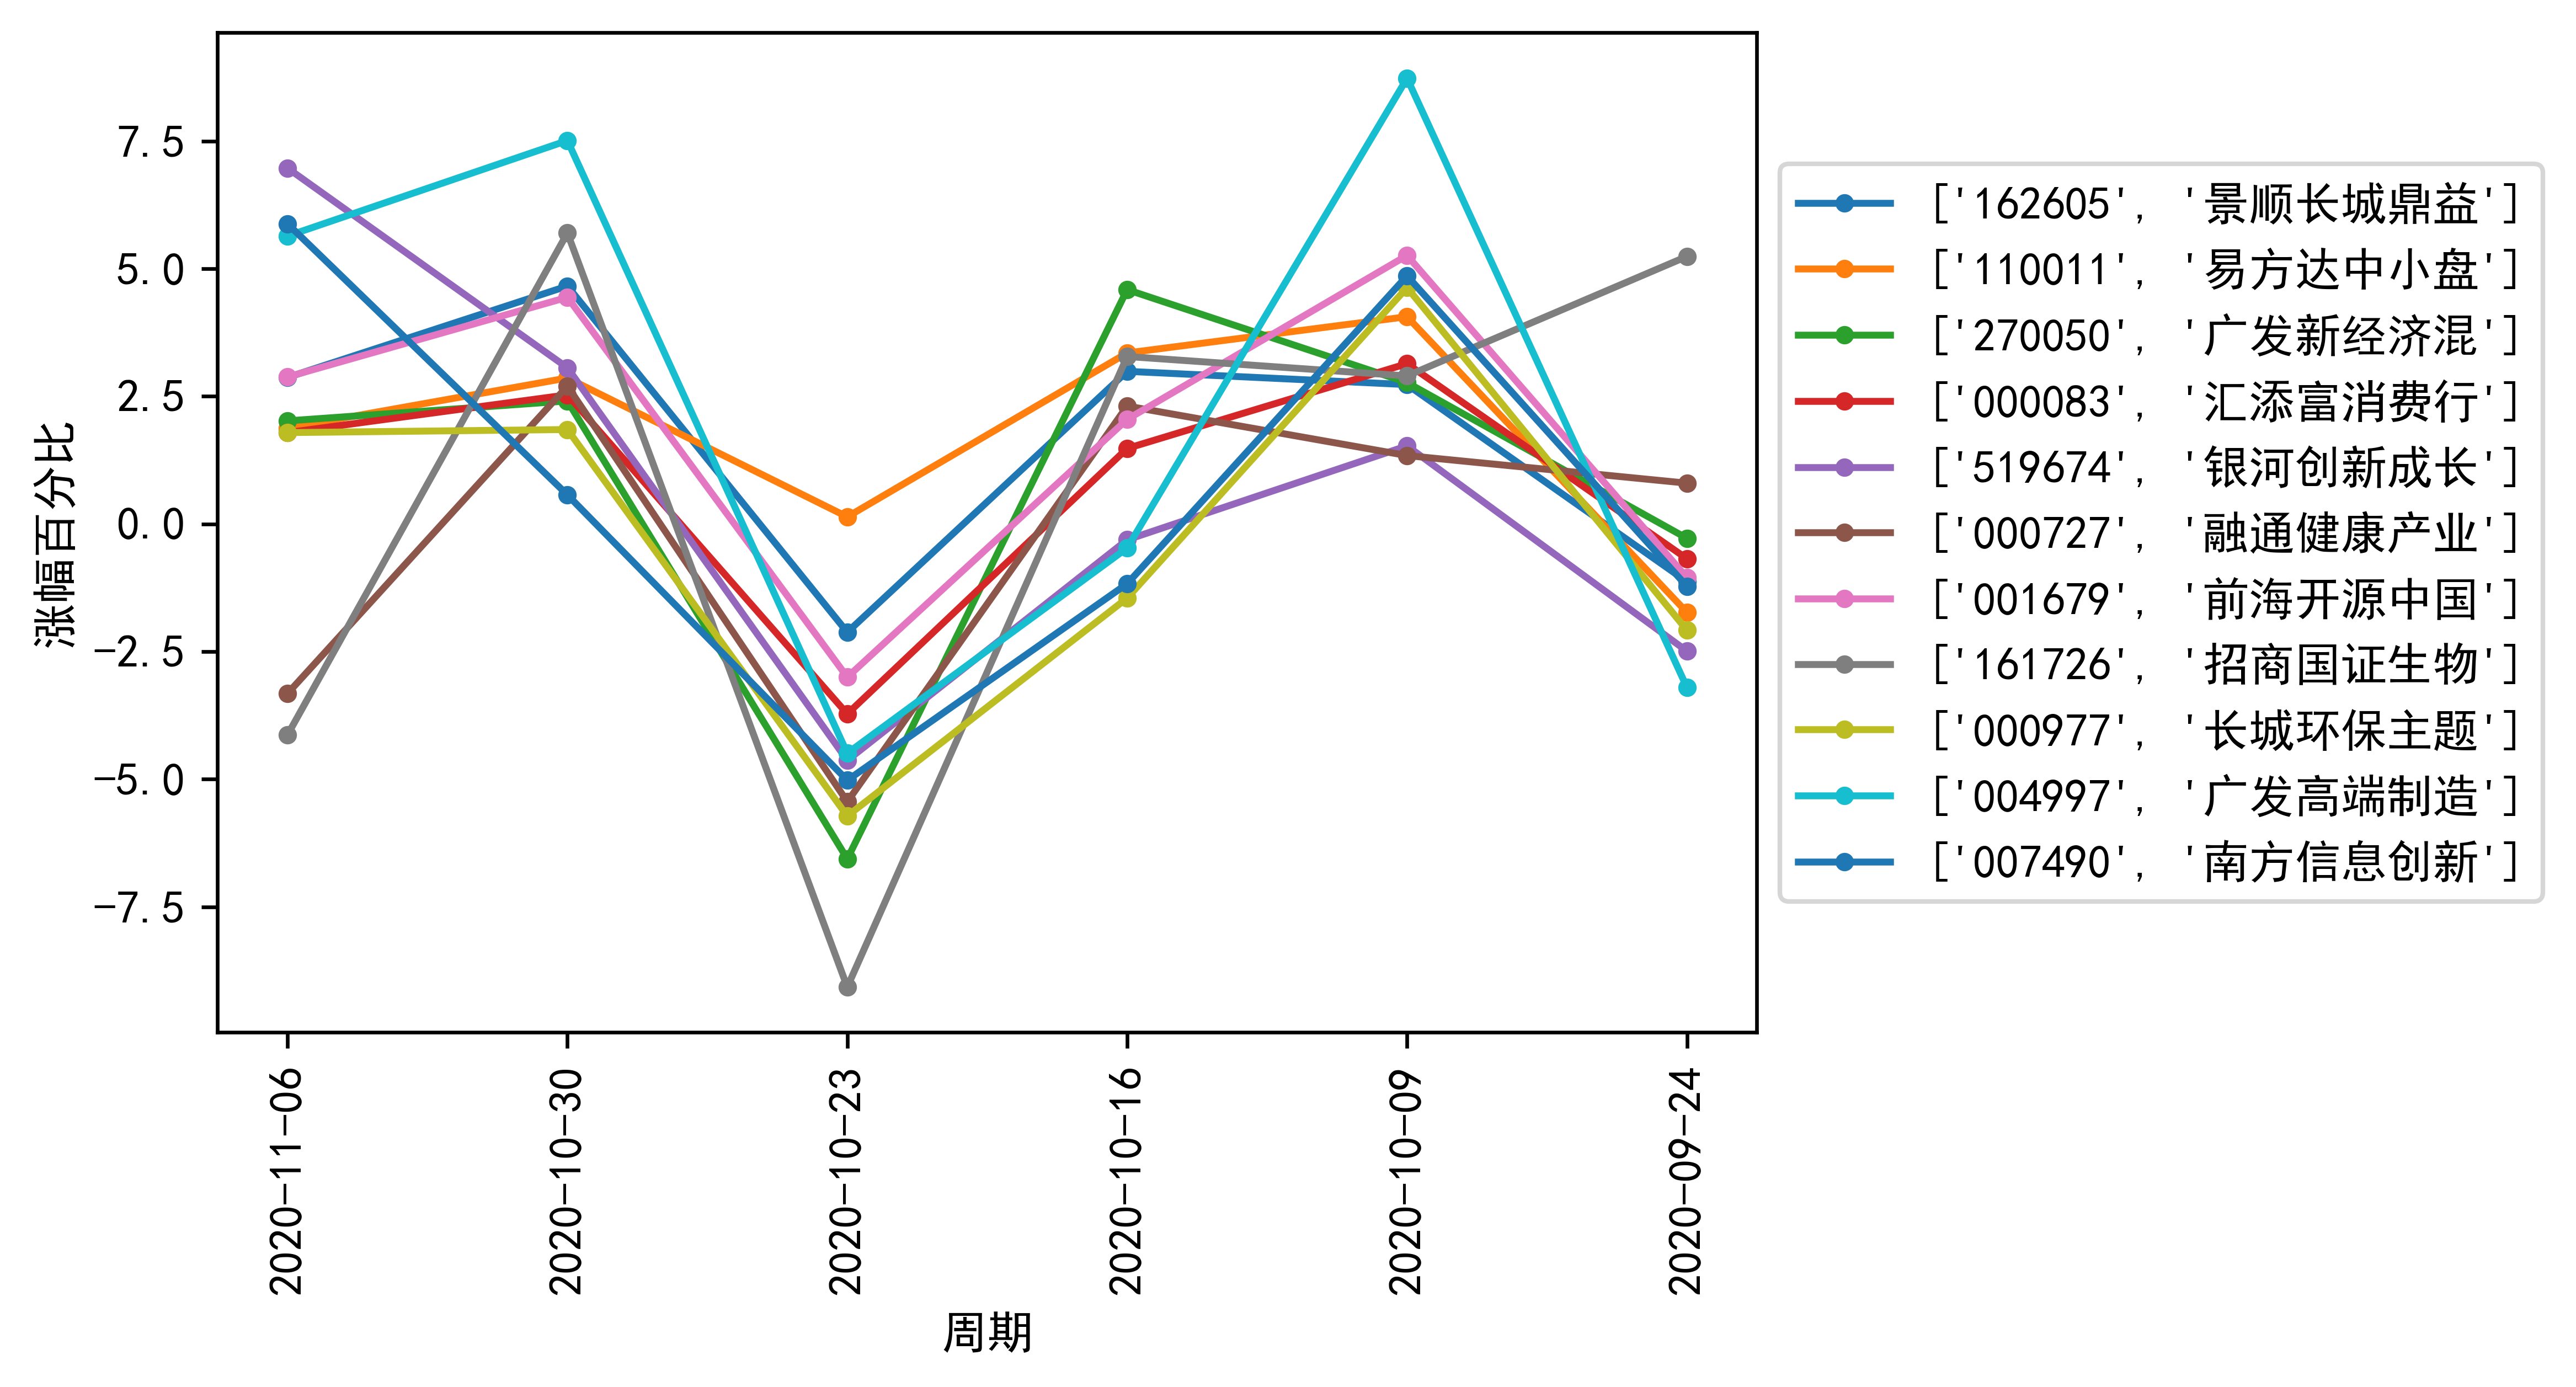 7.5
5.0
2.5
0.0
-2.5
-5.0
-7.5
涨幅百分比
2020-11-06
2020-10-30
2020-10-23
2020-10-16
2020-10-09
2020-09-24
周期
['162605', '景顺长城鼎益']
['110011', '易方达中小盘']
['270050', '广发新经济混']
['000083', '汇添富消费行']
['519674', '银河创新成长']
['000727', '融通健康产业']
['001679', '前海开源中国']
['161726', '招商国证生物']
['000977', '长城环保主题']
['004997', '广发高端制造']
['007490', '南方信息创新']